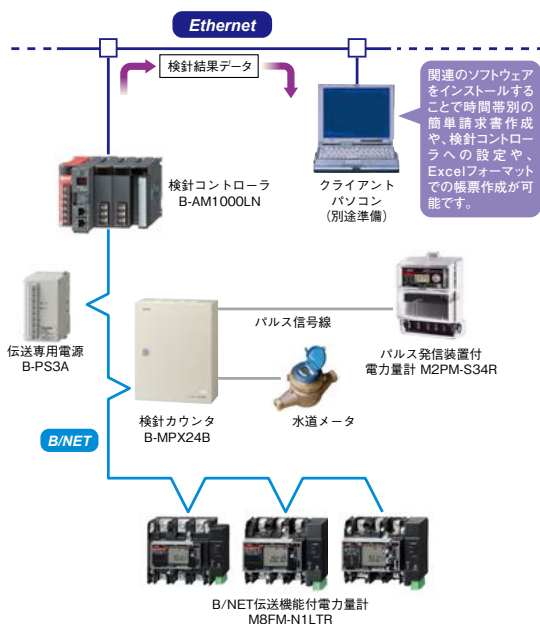 Ethernet
検針結果データ
関連のソフトウェア
をインストールする
ことで時間帯別の
簡単請求書作成
や、検針コントロー
ラへの設定や、
Excelフォーマット
での帳票作成が可
能です。
検針コントローラ
B-AM1000LN
クライアント
パソコン
(別途準備)
伝送専用電源
B-PS3A
パルス信号線
パルス発信装置付
電力量計 M2PM-S34R
検針カウンタ
B-MPX24B
水道メータ
B/NET
B/NET伝送機能付電力量計
M8FM-N1LTR